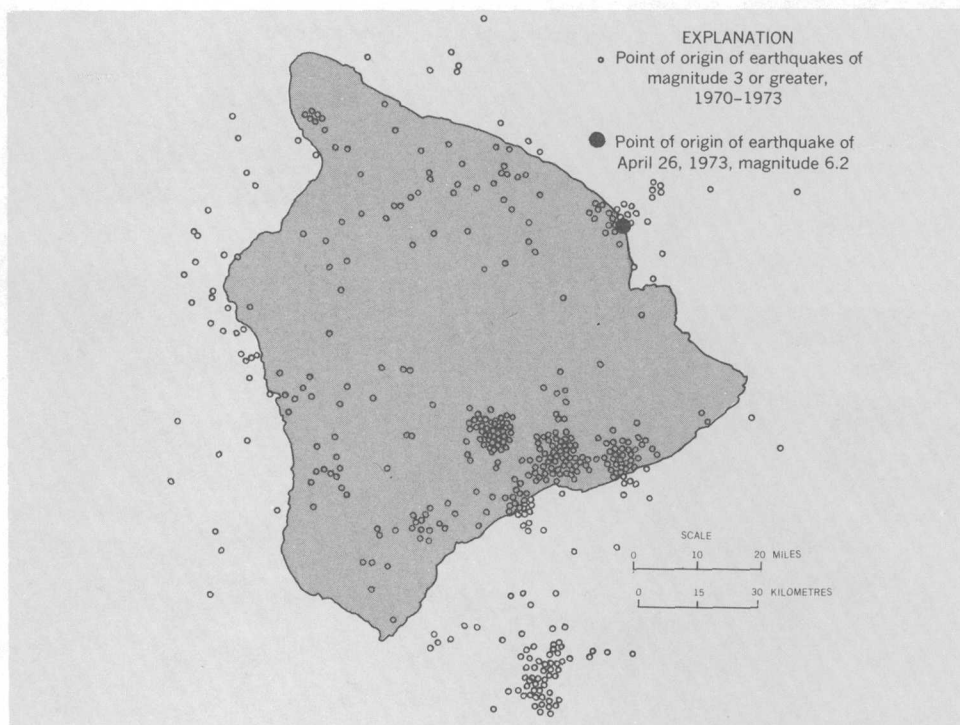 EXPLANATION
Point of origin of earthquakes of
magnitude 3 or greater,
1970–1973
Point of origin of earthquake of
April 26, 1973, magnitude 6.2
SCALE
0 10 20 MILES
0 15 30 KILOMETRES